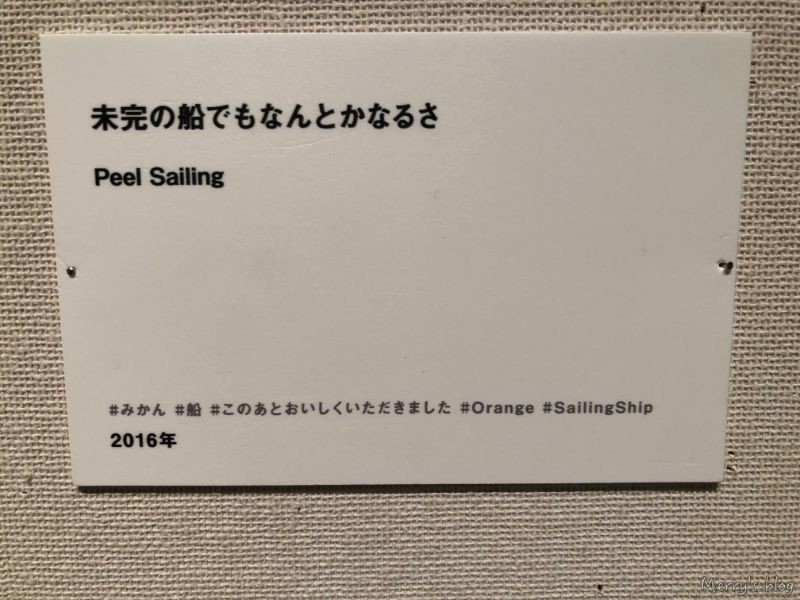 未完の船でもなんとかなるさ
Peel Sailing
#みかん #船 #このあとおいしくいただきました #Orange #SailingShip
2016年
Merry's blog